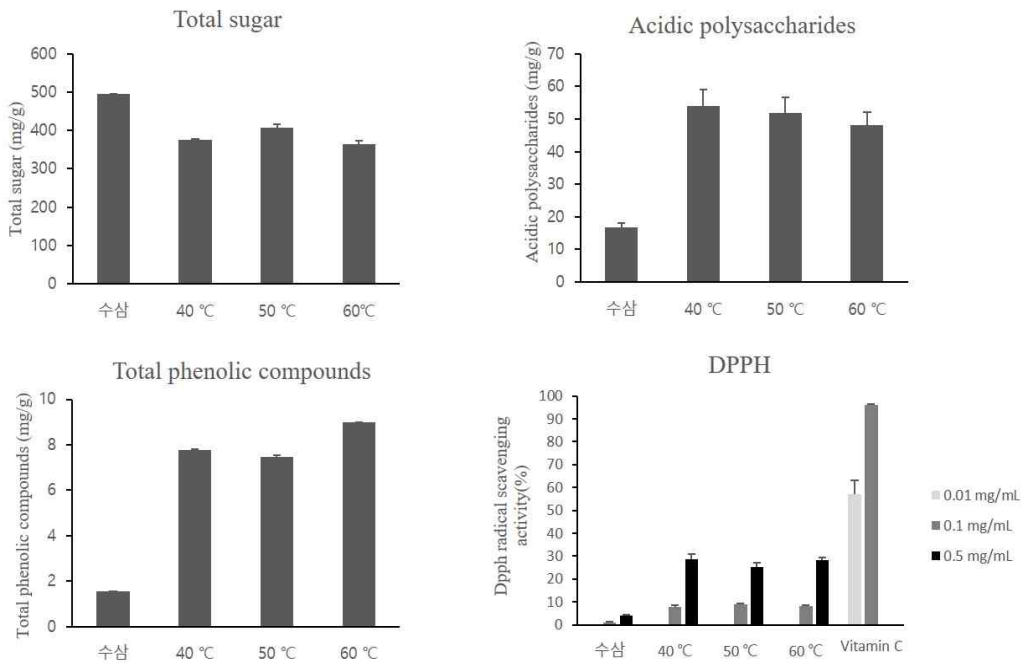 Total sugar
Total sugar (mg/g)
600
500
400
300
200
100
0
수삼 40 ℃ 50 ℃ 60℃
Acidic polysaccharides
Acidic polysaccharides (mg/g)
70
60
50
40
30
20
10
0
수삼 40 ℃ 50 ℃ 60 ℃
Total phenolic compounds
Total phenolic compounds (mg/g)
10
8
6
4
2
0
수삼 40 ℃ 50 ℃ 60 ℃
DPPH
Dpph radical scavenging
activity(%)
100
90
80
70
60
50
40
30
20
10
0
수삼 40 ℃ 50 ℃ 60 ℃ Vitamin C
0.01 mg/mL
0.1 mg/mL
0.5 mg/mL